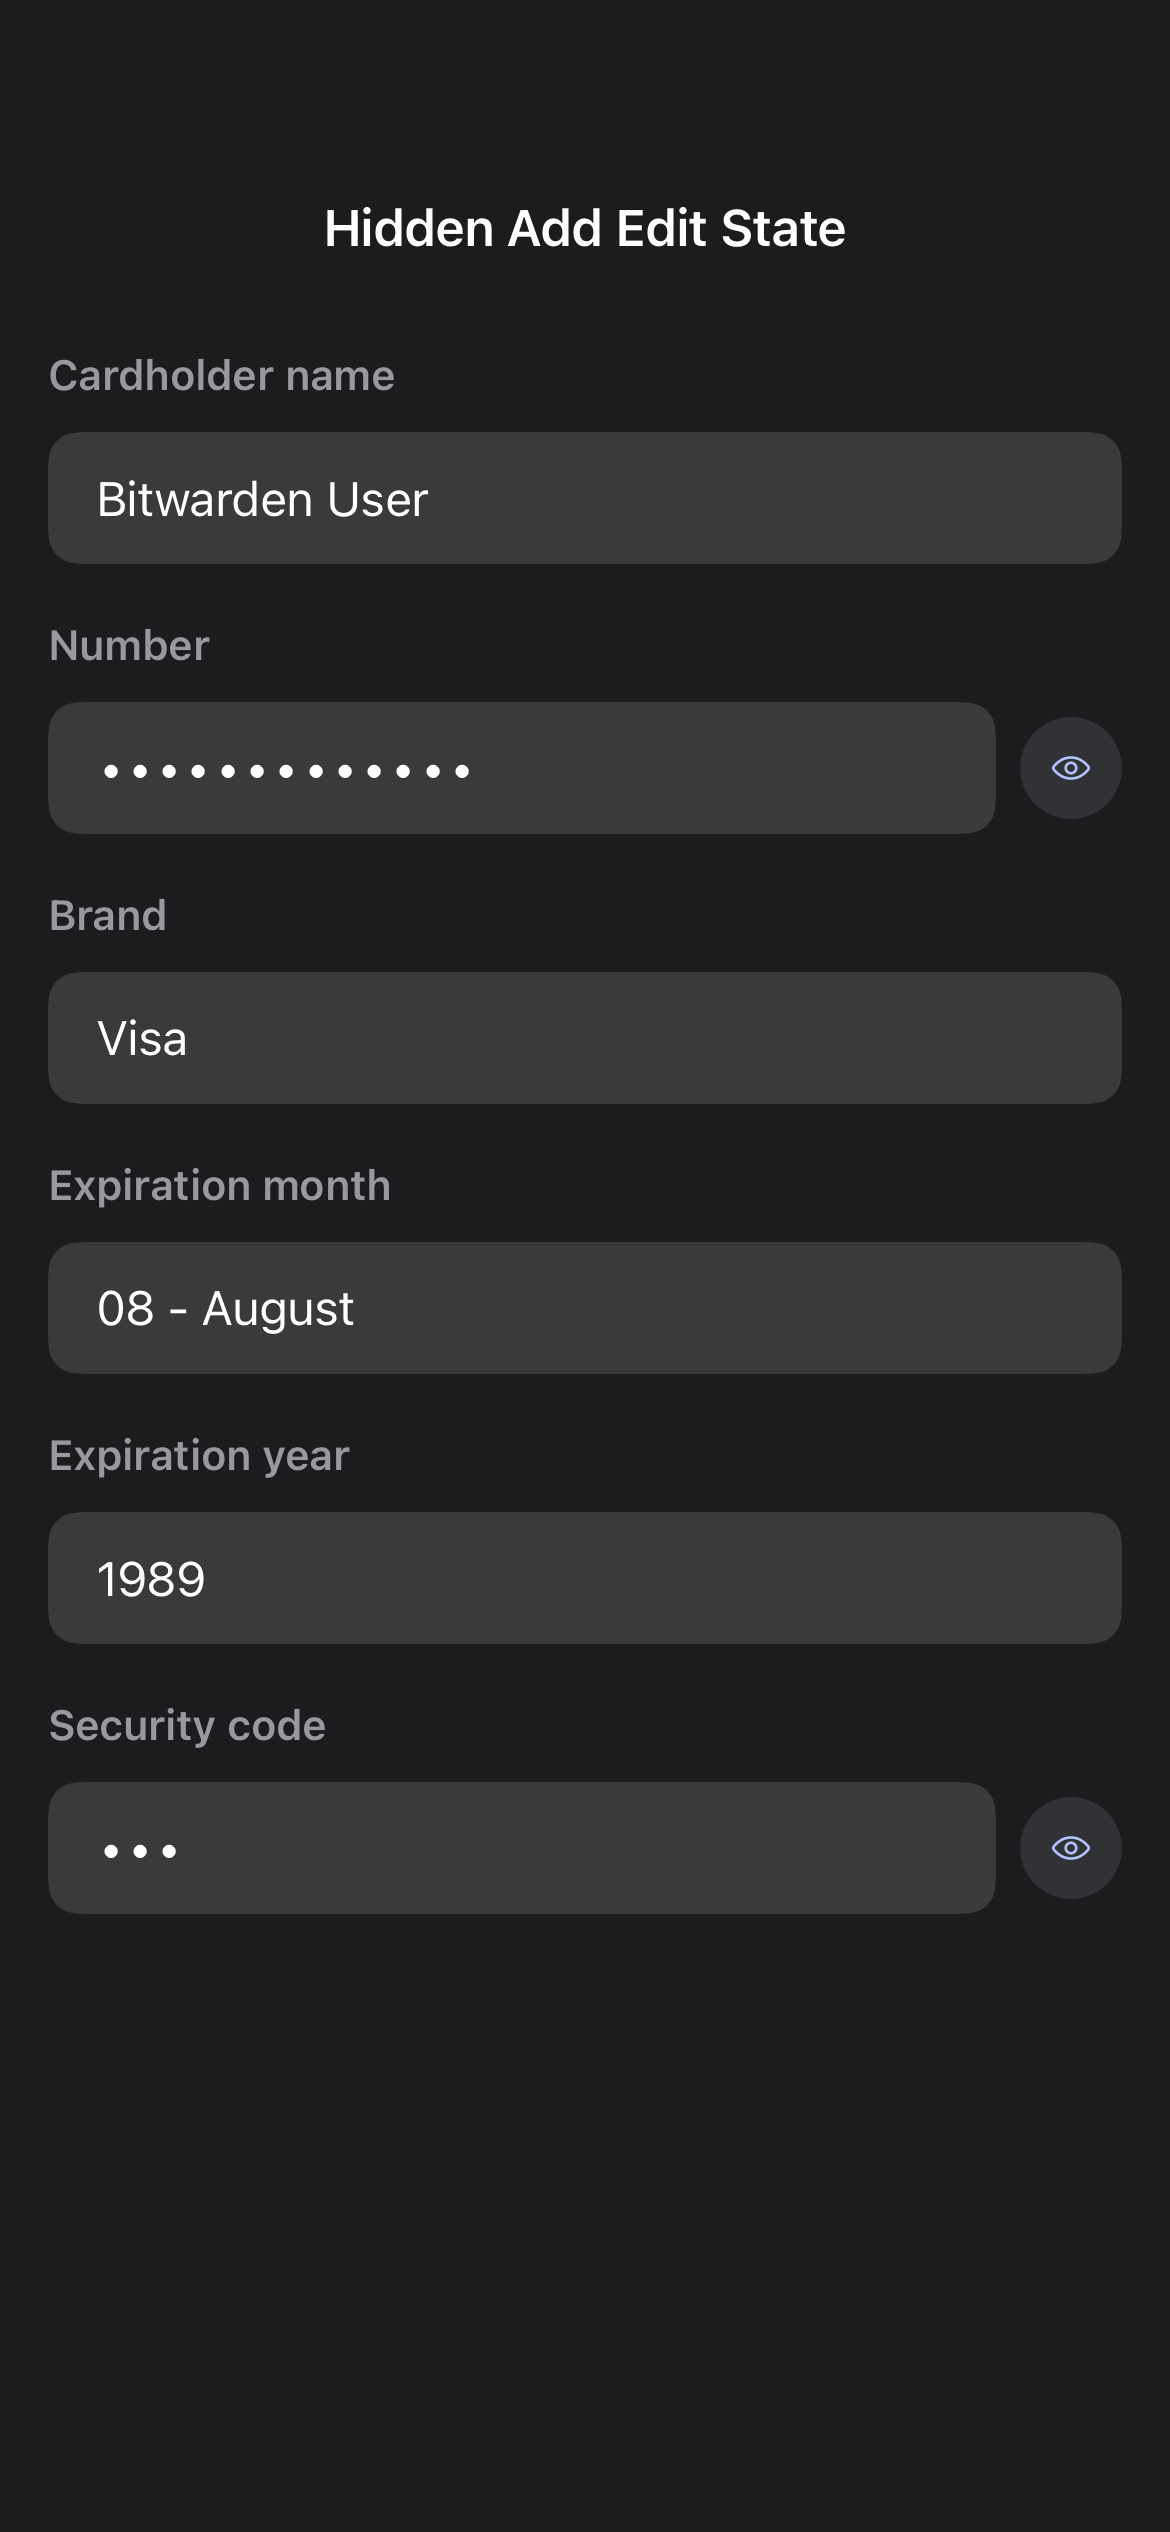 Hidden Add Edit State
Cardholder name
Bitwarden User
Number
•••••••••••••
Brand
Visa
Expiration month
08 - August
Expiration year
1989
Security code
•••